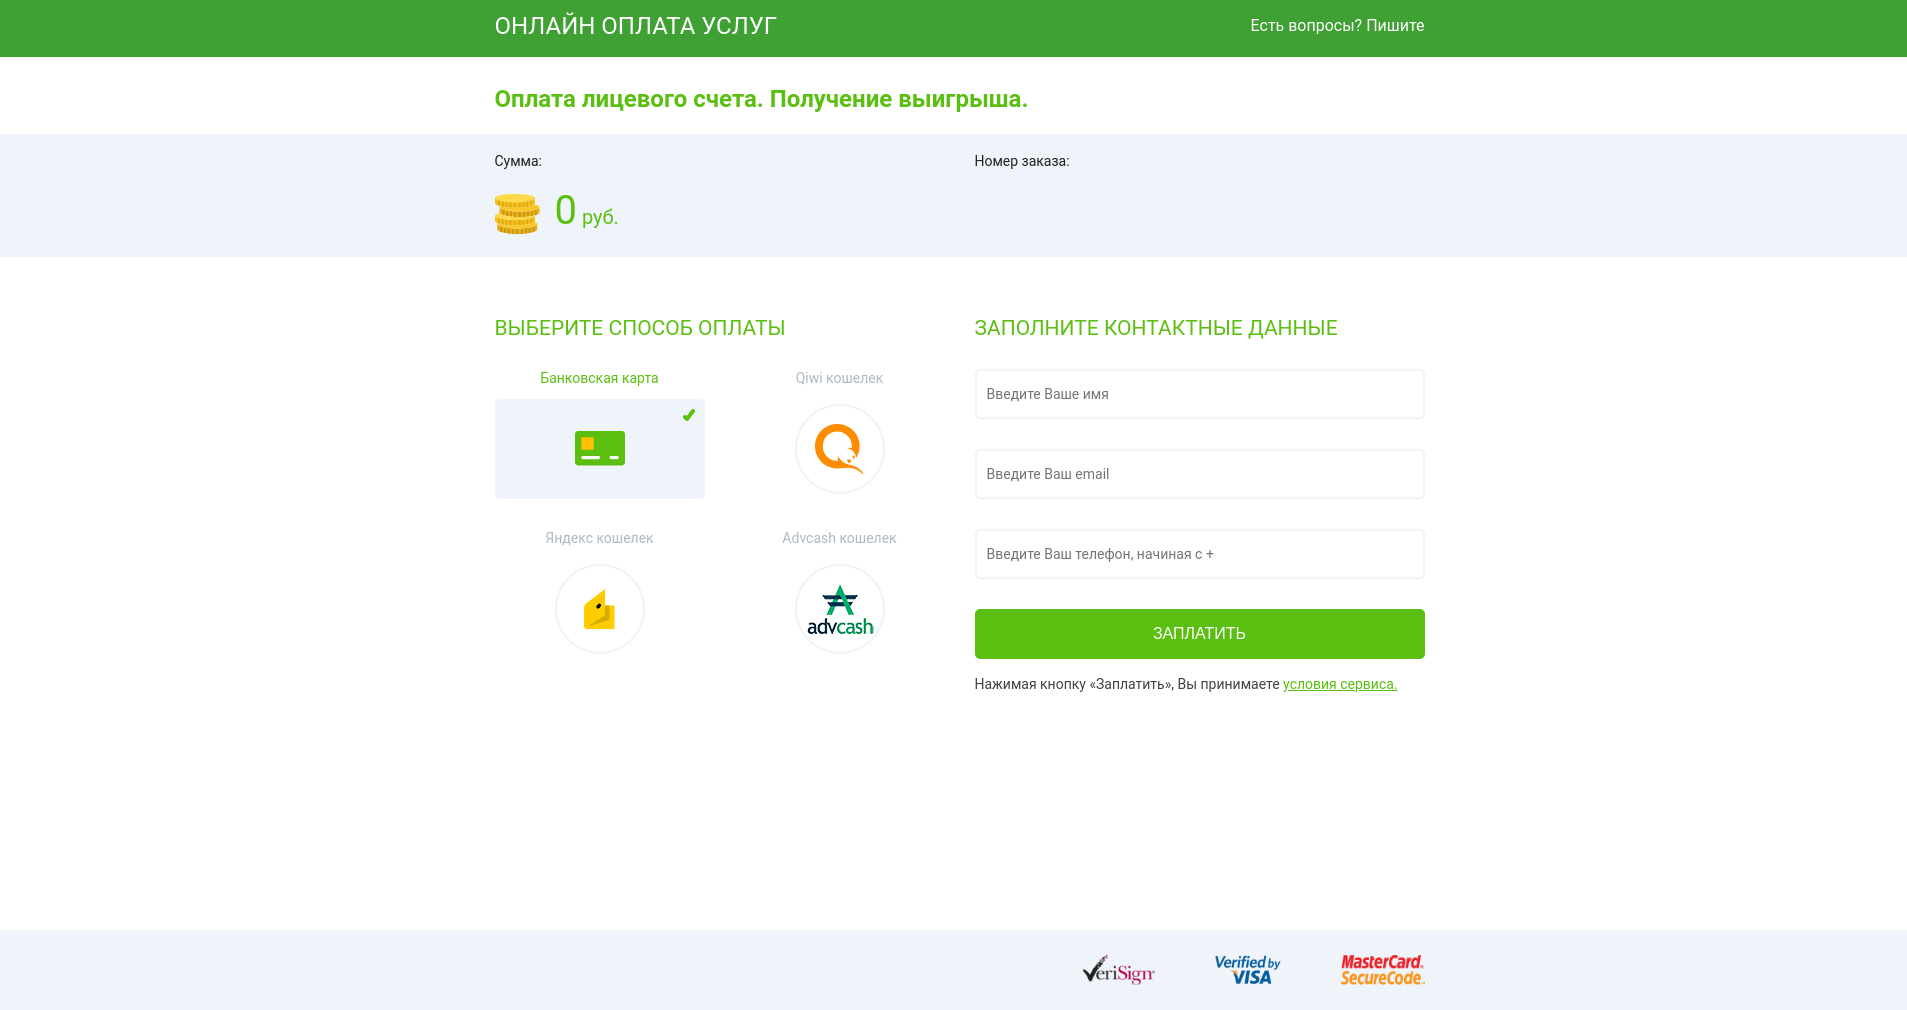 ОНЛАЙН ОПЛАТА УСЛУГ
Есть вопросы? Пишите
Оплата лицевого счета. Получение выигрыша.
Сумма:
Номер заказа:
0 руб.
ВЫБЕРИТЕ СПОСОБ ОПЛАТЫ
Банковская карта
Qiwi кошелек
Яндекс кошелек
Advcash кошелек
advcash
ЗАПОЛНИТЕ КОНТАКТНЫЕ ДАННЫЕ
Введите Ваше имя
Введите Ваш email
Введите Ваш телефон, начиная с +
ЗАПЛАТИТЬ
Нажимая кнопку «Заплатить», Вы принимаете условия сервиса.
VeriSign
Verified by
VISA
MasterCard.
SecureCode.